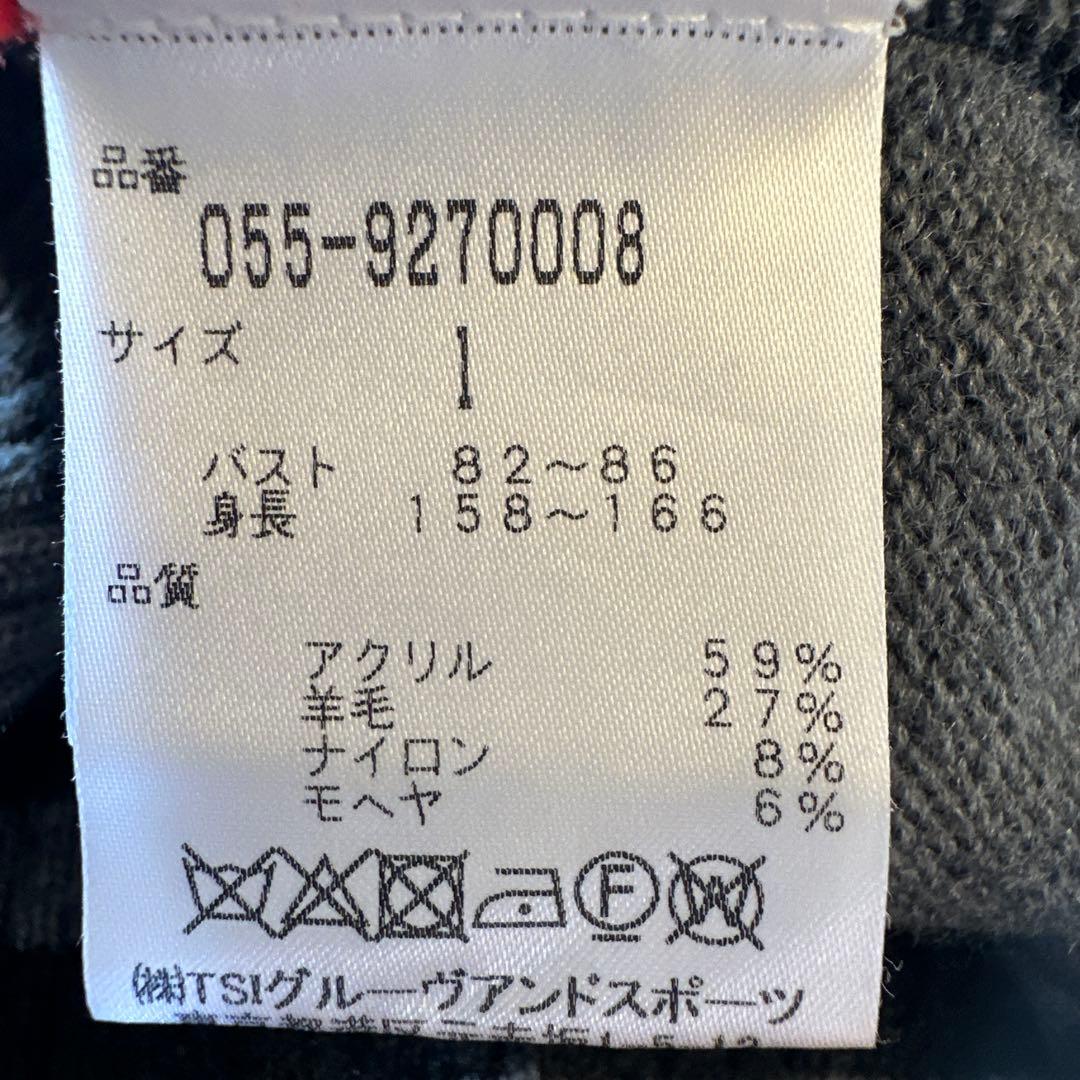 品番
055-9270008
サイズ 1
バスト 82～86
身長 158～166
品質
アクリル 59%
羊毛 27%
ナイロン 8%
モヘヤ 6%
F
W
(株)TSIグルーヴアンドスポーツ